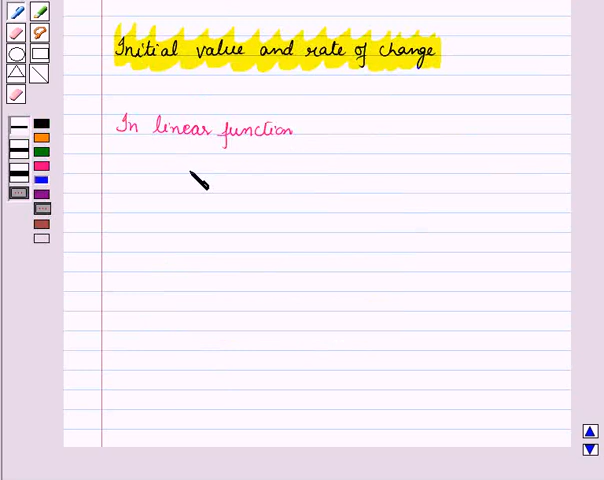 Initial value and rate of change
In linear function